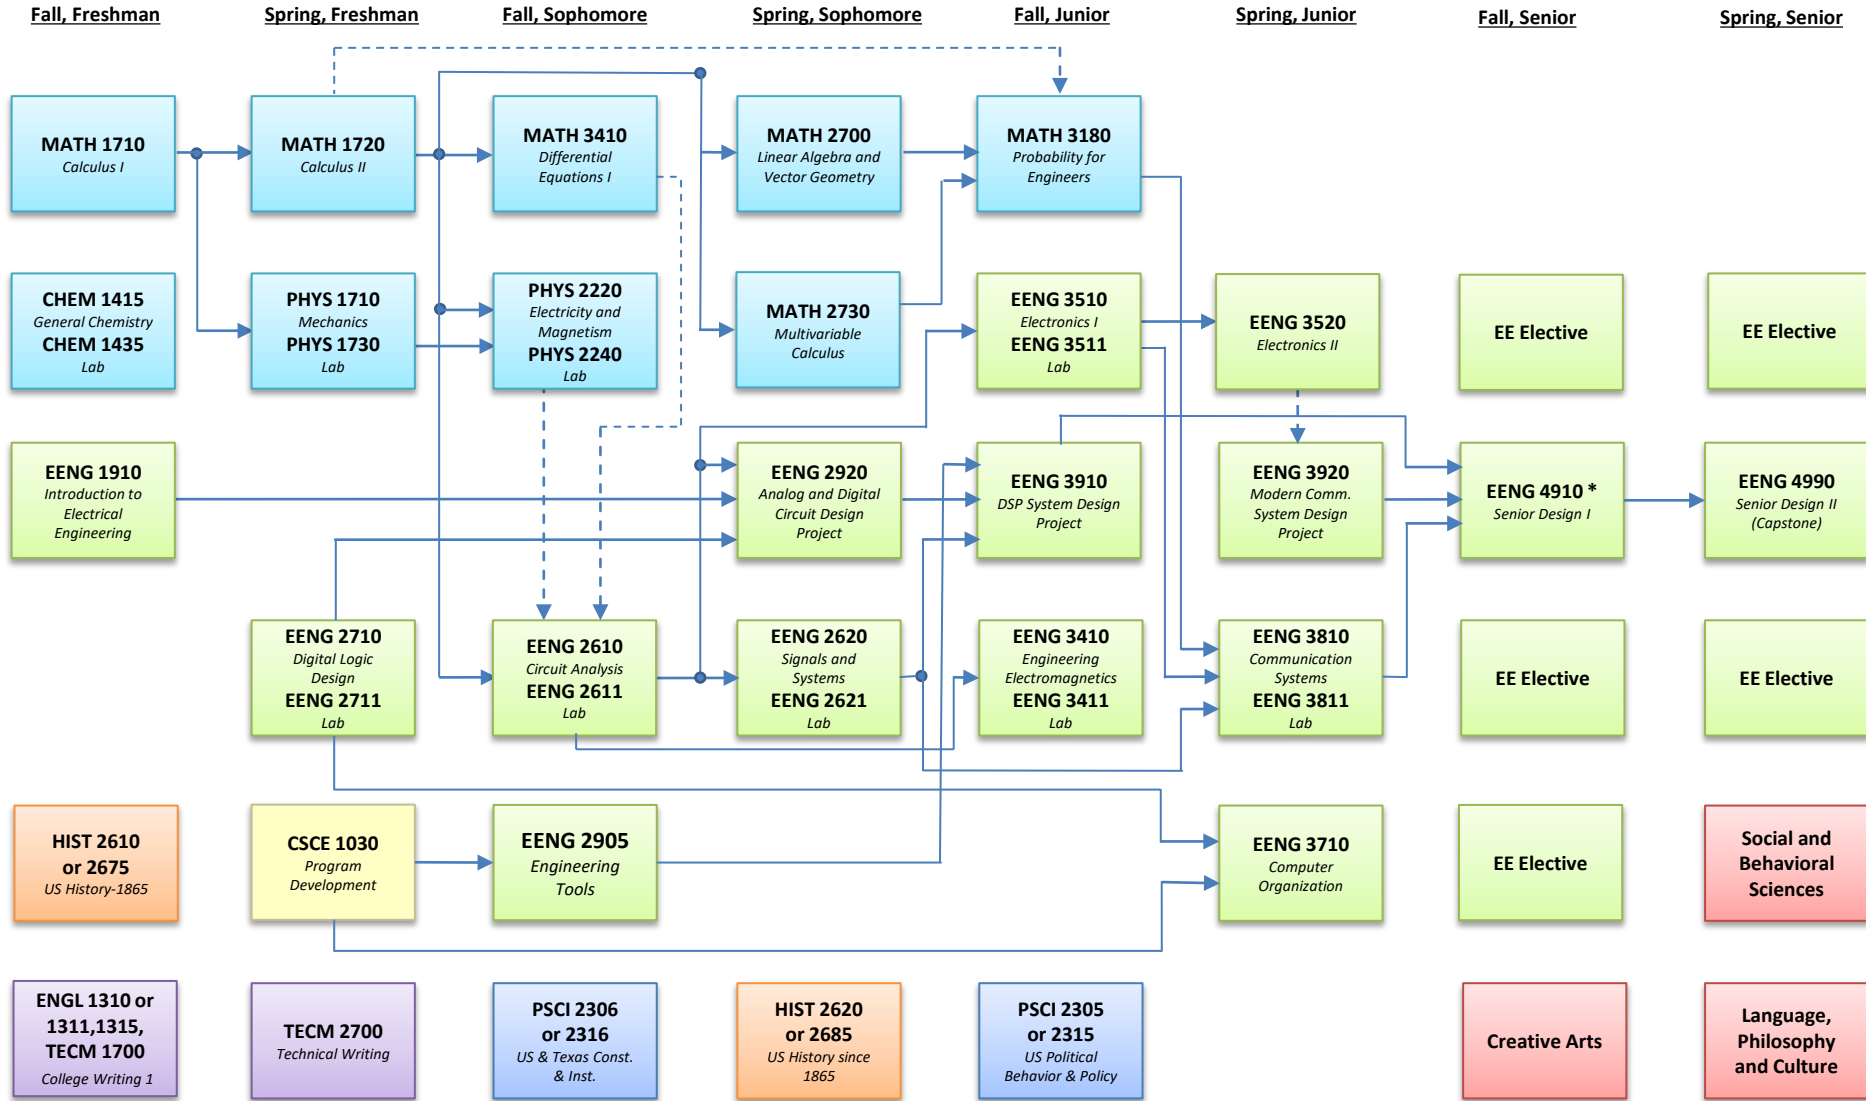 Fall, Freshman
Spring, Freshman
Fall, Sophomore
Spring, Sophomore
Fall, Junior
Spring, Junior
Fall, Senior
Spring, Senior
MATH 1710
Calculus I
MATH 1720
Calculus II
MATH 3410
Differential
Equations I
MATH 2700
Linear Algebra and
Vector Geometry
MATH 3180
Probability for
Engineers
CHEM 1415
General Chemistry
CHEM 1435
Lab
PHYS 1710
Mechanics
PHYS 1730
Lab
PHYS 2220
Electricity and
Magnetism
PHYS 2240
Lab
MATH 2730
Multivariable
Calculus
EENG 3510
Electronics I
EENG 3511
Lab
EENG 3520
Electronics II
EE Elective
EE Elective
EENG 1910
Introduction to
Electrical
Engineering
EENG 2920
Analog and Digital
Circuit Design
Project
EENG 3910
DSP System Design
Project
EENG 3920
Modern Comm.
System Design
Project
EENG 4910 *
Senior Design I
EENG 4990
Senior Design II
(Capstone)
EENG 2710
Digital Logic
Design
EENG 2711
Lab
EENG 2610
Circuit Analysis
EENG 2611
Lab
EENG 2620
Signals and
Systems
EENG 2621
Lab
EENG 3410
Engineering
Electromagnetics
EENG 3411
Lab
EENG 3810
Communication
Systems
EENG 3811
Lab
EE Elective
EE Elective
HIST 2610
or 2675
US History-1865
CSCE 1030
Program
Development
EENG 2905
Engineering
Tools
EENG 3710
Computer
Organization
EE Elective
Social and
Behavioral
Sciences
ENGL 1310 or
1311,1315,
TECM 1700
College Writing 1
TECM 2700
Technical Writing
PSCI 2306
or 2316
US & Texas Const.
& Inst.
HIST 2620
or 2685
US History since
1865
PSCI 2305
or 2315
US Political
Behavior & Policy
Creative Arts
Language,
Philosophy
and Culture